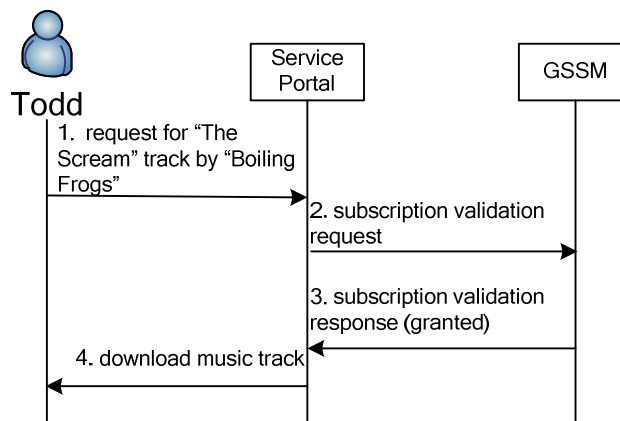 Todd
Service
Portal
GSSM
1. request for “The
Scream” track by “Boiling
Frogs”
2. subscription validation
request
3. subscription validation
response (granted)
4. download music track